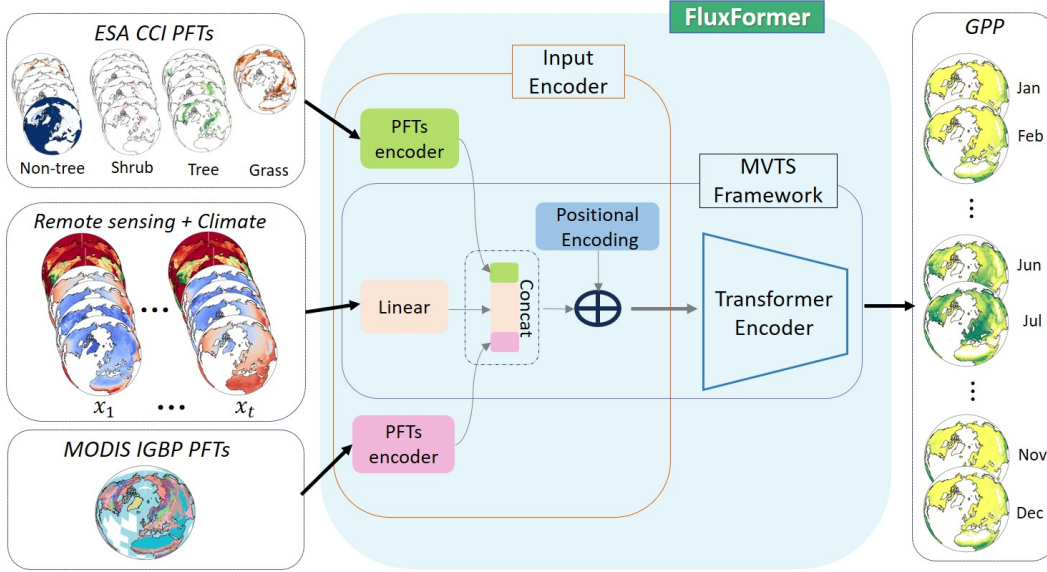 ESA CCI PFTs
Non-tree
Shrub
Tree
Grass
Remote sensing + Climate
...
x₁ ... xₜ
MODIS IGBP PFTs
FluxFormer
Input
Encoder
PFTs
encoder
MVTS
Framework
Positional
Encoding
Linear
Concat
Transformer
Encoder
PFTs
encoder
GPP
Jan
Feb
...
Jun
Jul
...
Nov
Dec